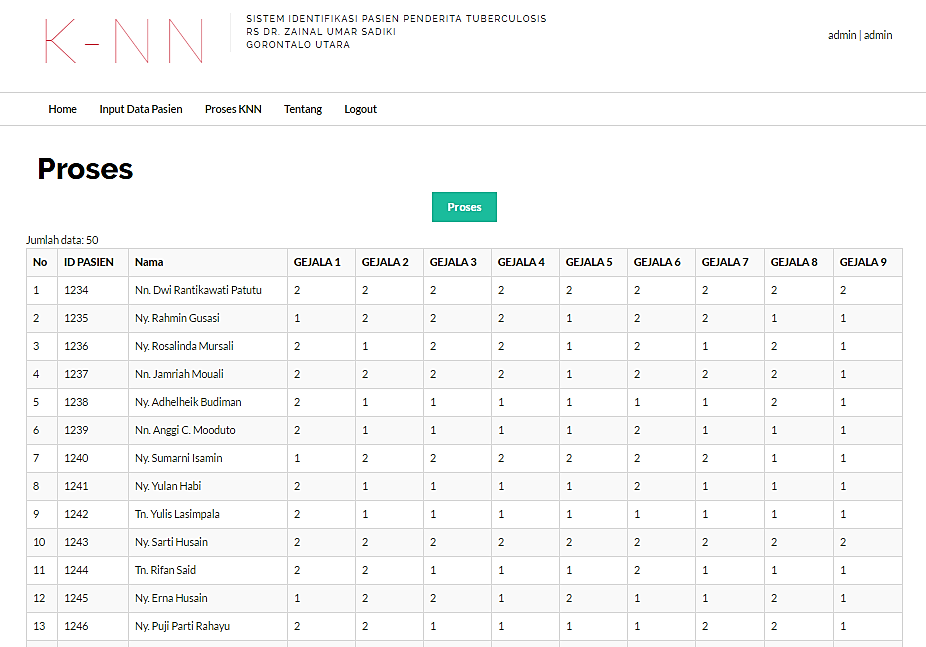 K-NN
SISTEM IDENTIFIKASI PASIEN PENDERITA TUBERCULOSIS
RS DR. ZAINAL UMAR SADIKI
GORONTALO UTARA
admin | admin
Home Input Data Pasien Proses KNN Tentang Logout
Proses
Proses
Jumlah data: 50
No ID PASIEN Nama GEJALA 1 GEJALA 2 GEJALA 3 GEJALA 4 GEJALA 5 GEJALA 6 GEJALA 7 GEJALA 8 GEJALA 9
1 1234 Nn. Dwi Rantikawati Patutu 2 2 2 2 2 2 2 2 2
2 1235 Ny. Rahmin Gusasi 1 2 2 2 1 2 2 1 1
3 1236 Ny. Rosalinda Mursali 2 1 2 2 1 2 1 2 1
4 1237 Nn. Jamriah Mouali 2 2 2 2 1 2 2 2 1
5 1238 Ny. Adhelheik Budiman 2 1 1 1 1 1 1 2 1
6 1239 Nn. Anggi C. Mooduto 2 1 1 1 1 2 1 1 1
7 1240 Ny. Sumarni Isamin 1 2 2 2 2 2 2 1 1
8 1241 Ny. Yulan Habi 2 1 1 1 1 2 1 1 1
9 1242 Tn. Yulis Lasimpala 2 1 1 1 1 1 1 1 1
10 1243 Ny. Sarti Husain 2 2 2 2 2 2 2 2 2
11 1244 Tn. Rifan Said 2 2 1 1 1 2 1 1 1
12 1245 Ny. Erna Husain 1 2 2 1 2 1 1 2 1
13 1246 Ny. Puji Parti Rahayu 2 2 1 1 1 1 2 2 1